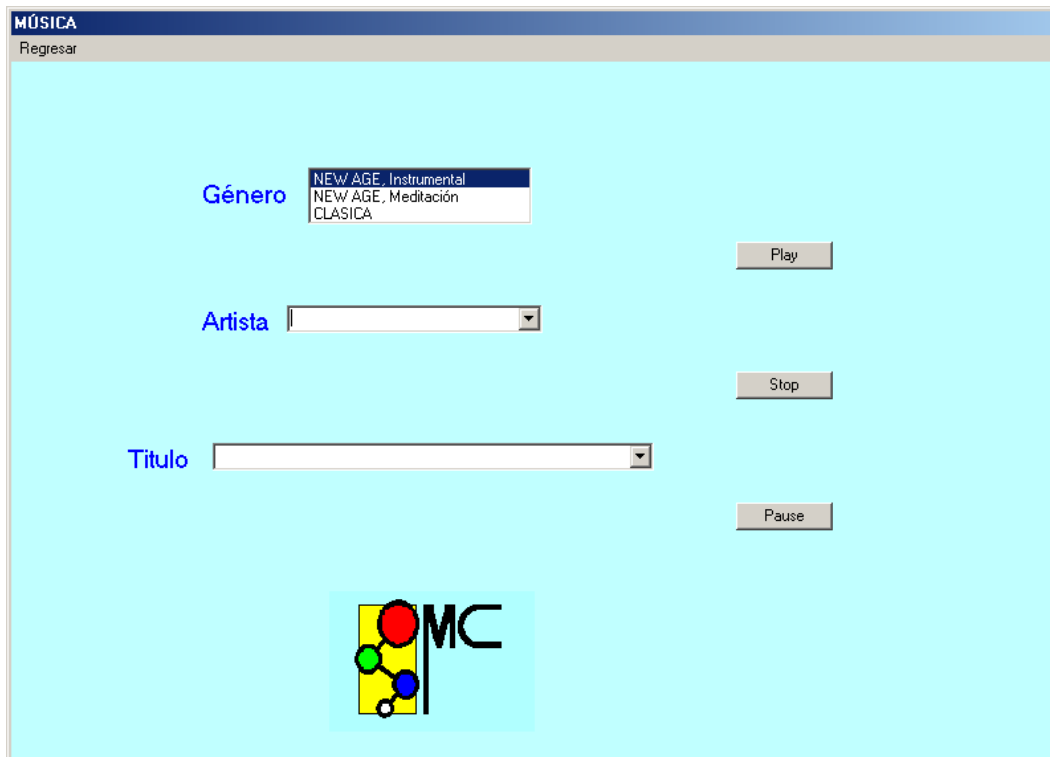 MÚSICA
Regresar
Género
NEW AGE, Instrumental
NEW AGE, Meditación
CLASICA
Play
Artista
Stop
Titulo
Pause
MC